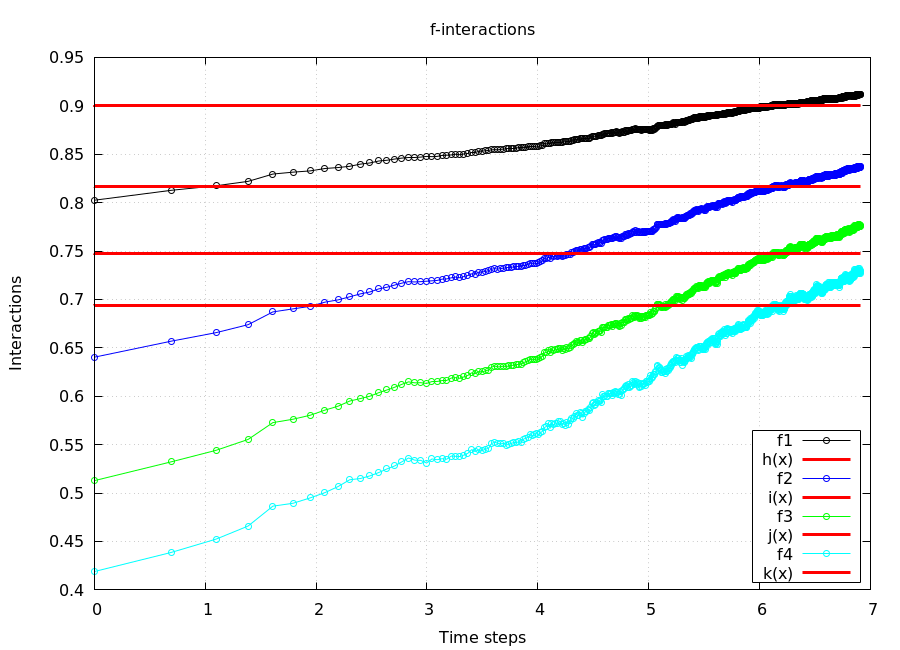 f-interactions
Interactions
0.95
0.9
0.85
0.8
0.75
0.7
0.65
0.6
0.55
0.5
0.45
0.4
f1
h(x)
f2
i(x)
f3
j(x)
f4
k(x)
0 1 2 3 4 5 6 7
Time steps